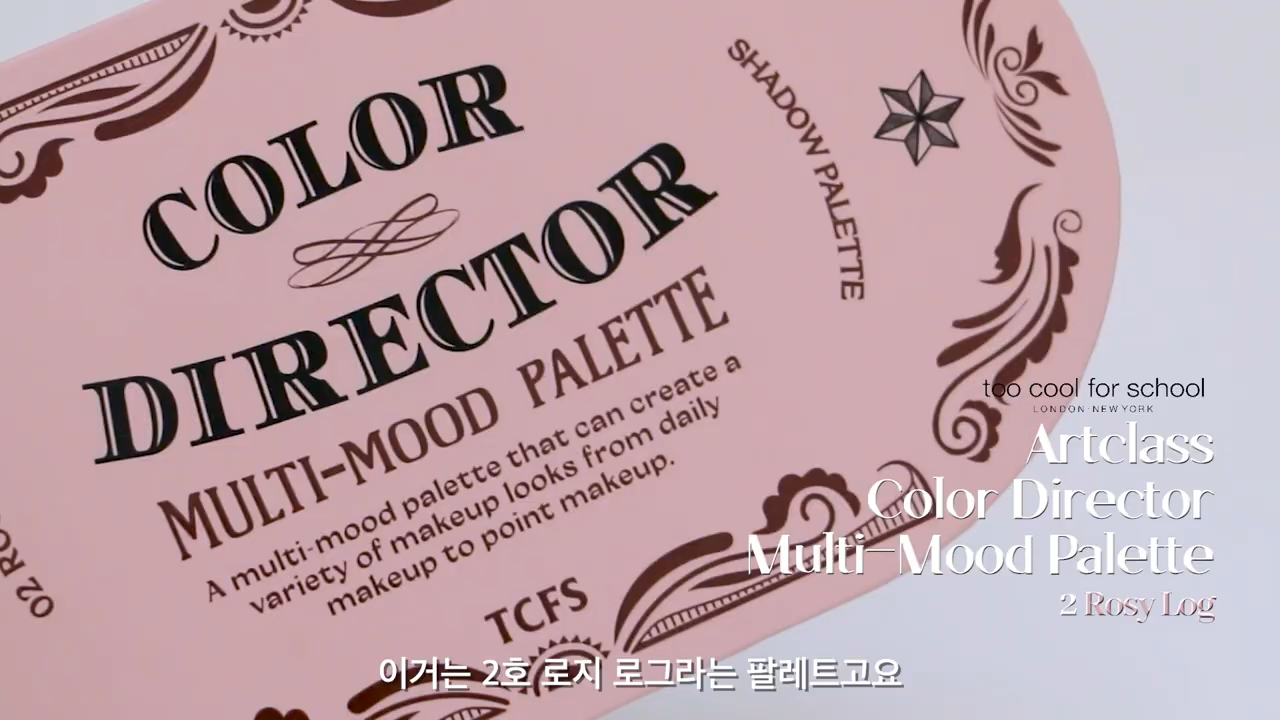 COLOR
DIRECTOR
MULTI-MOOD PALETTE
A multi-mood palette that can create a
variety of makeup looks from daily
makeup to point makeup.
TCFS
SHADOW PALETTE
02
too cool for school
LONDON NEW YORK
Artclass
Color Director
Multi-Mood Palette
2 Rosy Log
이거는 2호 로지 로그라는 팔레트고요